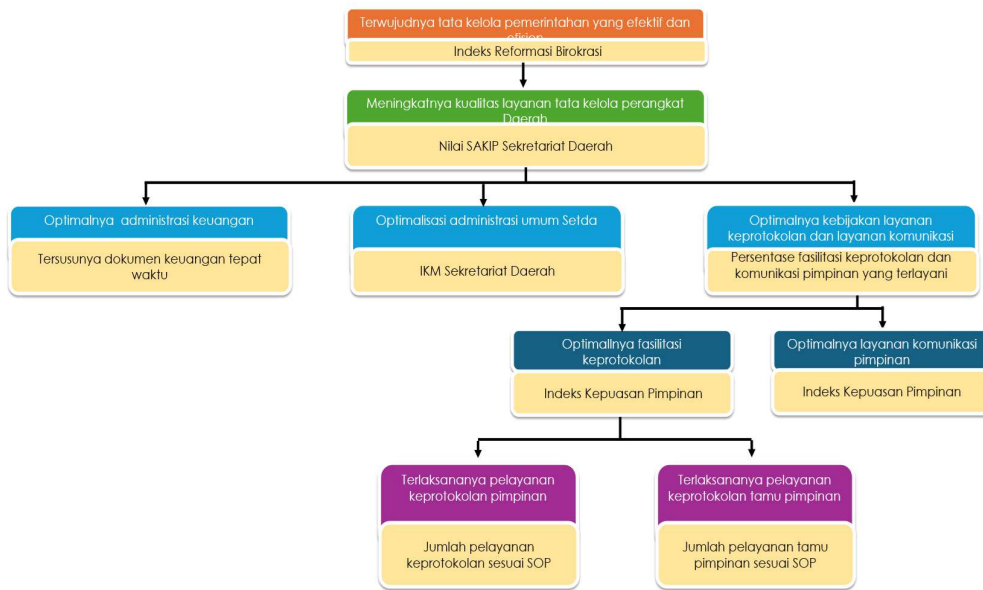 Terwujudnya tata kelola pemerintahan yang efektif dan
efisien
Indeks Reformasi Birokrasi
Meningkatnya kualitas layanan tata kelola perangkat
Daerah
Nilai SAKIP Sekretariat Daerah
Optimalnya administrasi keuangan
Tersusunya dokumen keuangan tepat
waktu
Optimalisasi administrasi umum Setda
IKM Sekretariat Daerah
Optimalnya kebijakan layanan
keprotokolan dan layanan komunikasi
Persentase fasilitasi keprotokolan dan
komunikasi pimpinan yang terlayani
Optimallnya fasilitasi
keprotokolan
Indeks Kepuasan Pimpinan
Optimalnya layanan komunikasi
pimpinan
Indeks Kepuasan Pimpinan
Terlaksananya pelayanan
keprotokolan pimpinan
Jumlah pelayanan
keprotokolan sesuai SOP
Terlaksananya pelayanan
keprotokolan tamu pimpinan
Jumlah pelayanan tamu
pimpinan sesuai SOP